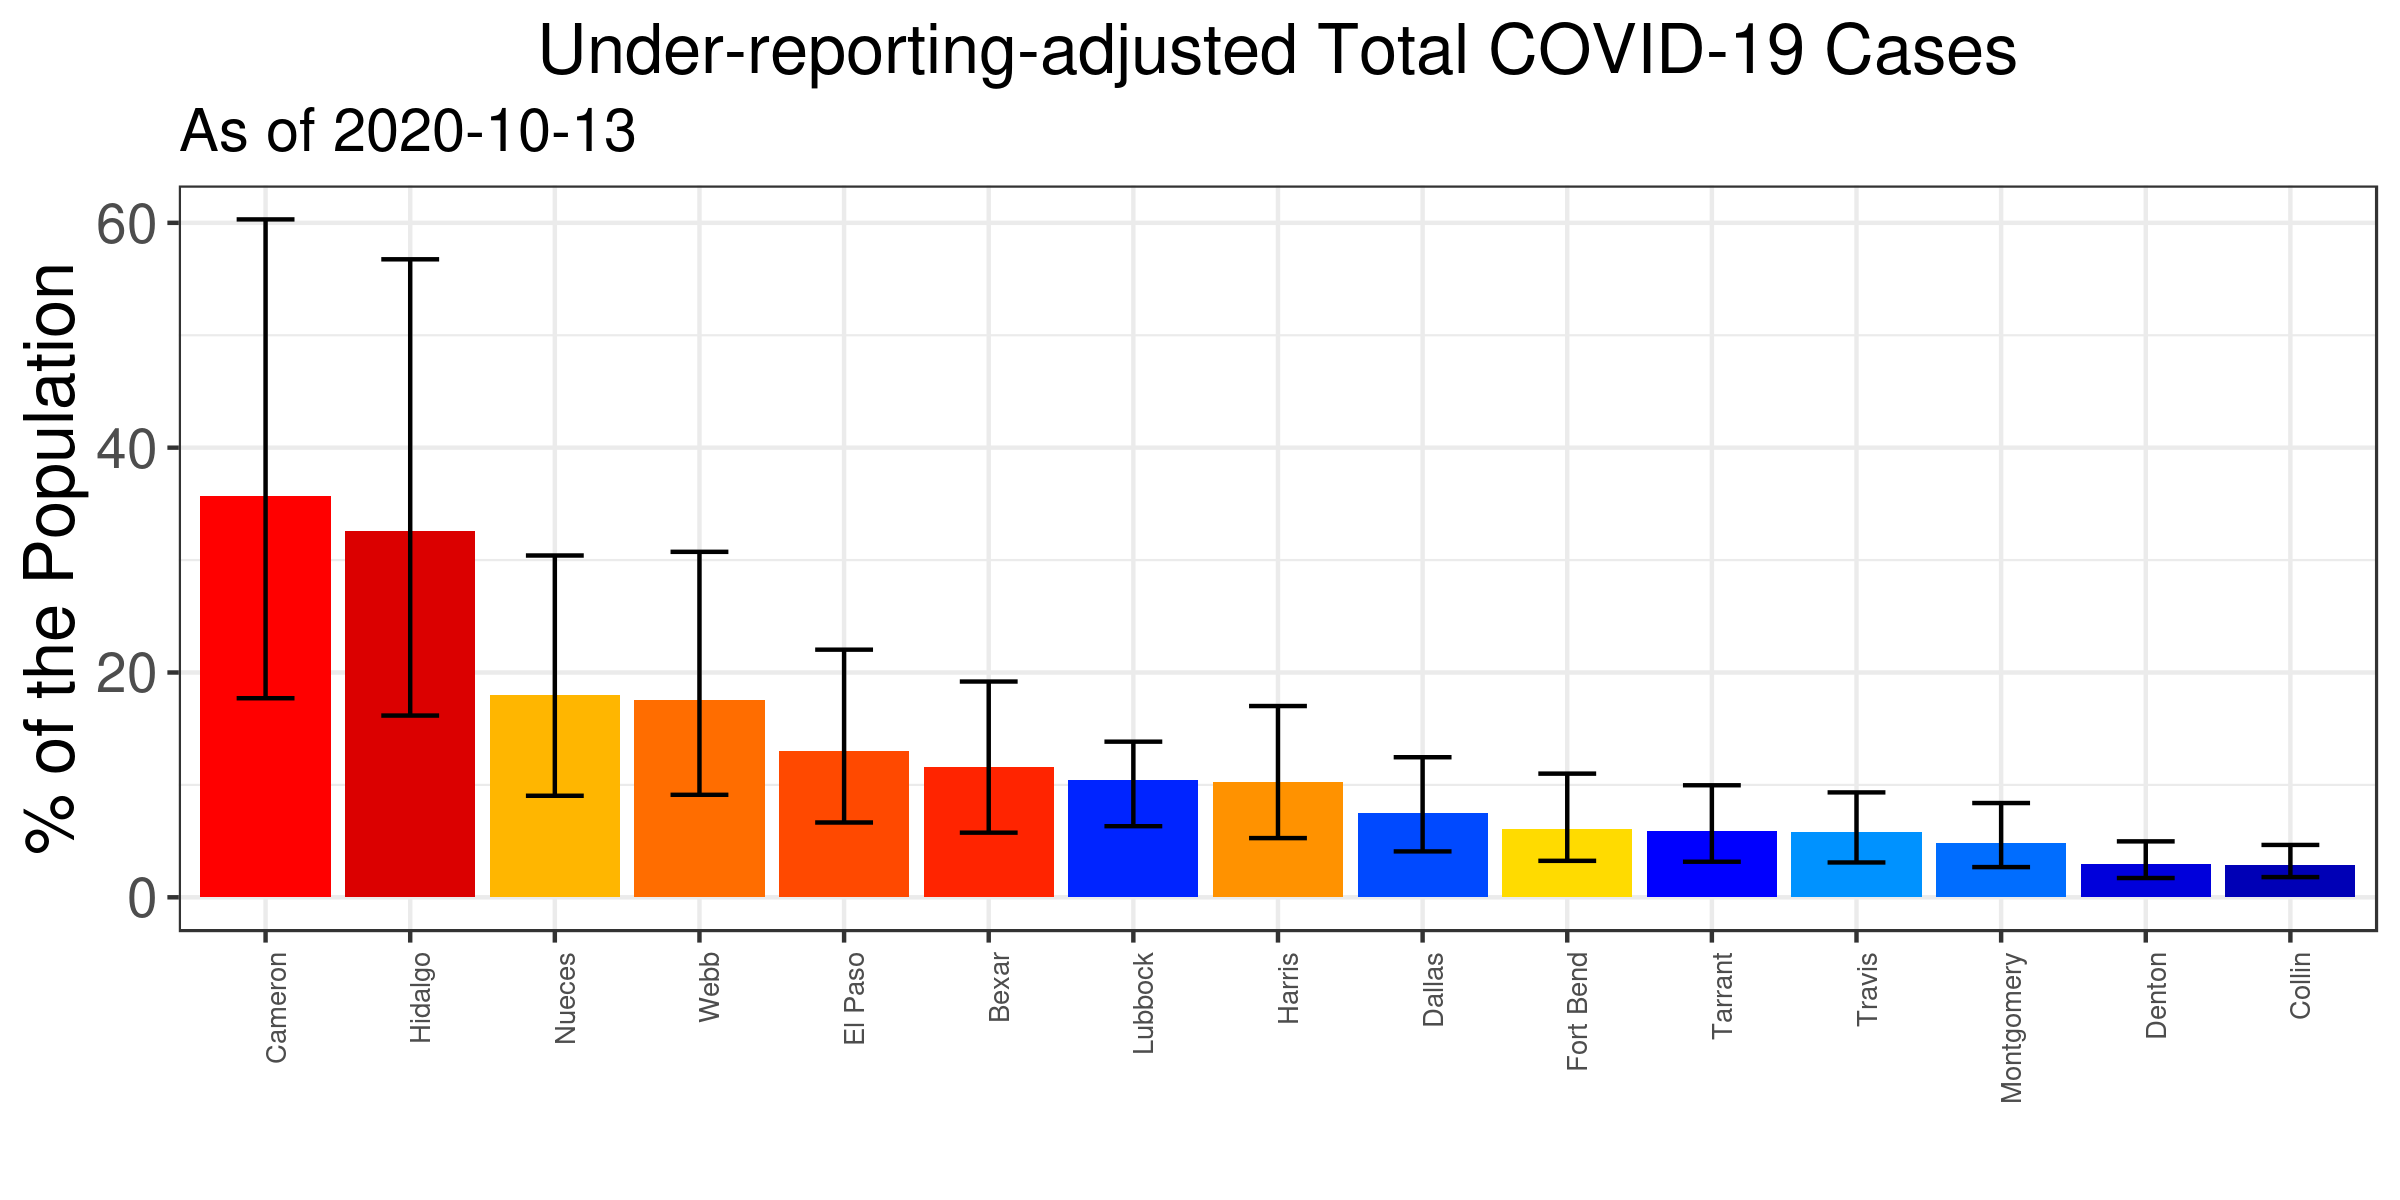 Under-reporting-adjusted Total COVID-19 Cases
As of 2020-10-13
% of the Population
60
40
20
0
Cameron
Hidalgo
Nueces
Webb
El Paso
Bexar
Lubbock
Harris
Dallas
Fort Bend
Tarrant
Travis
Montgomery
Denton
Collin